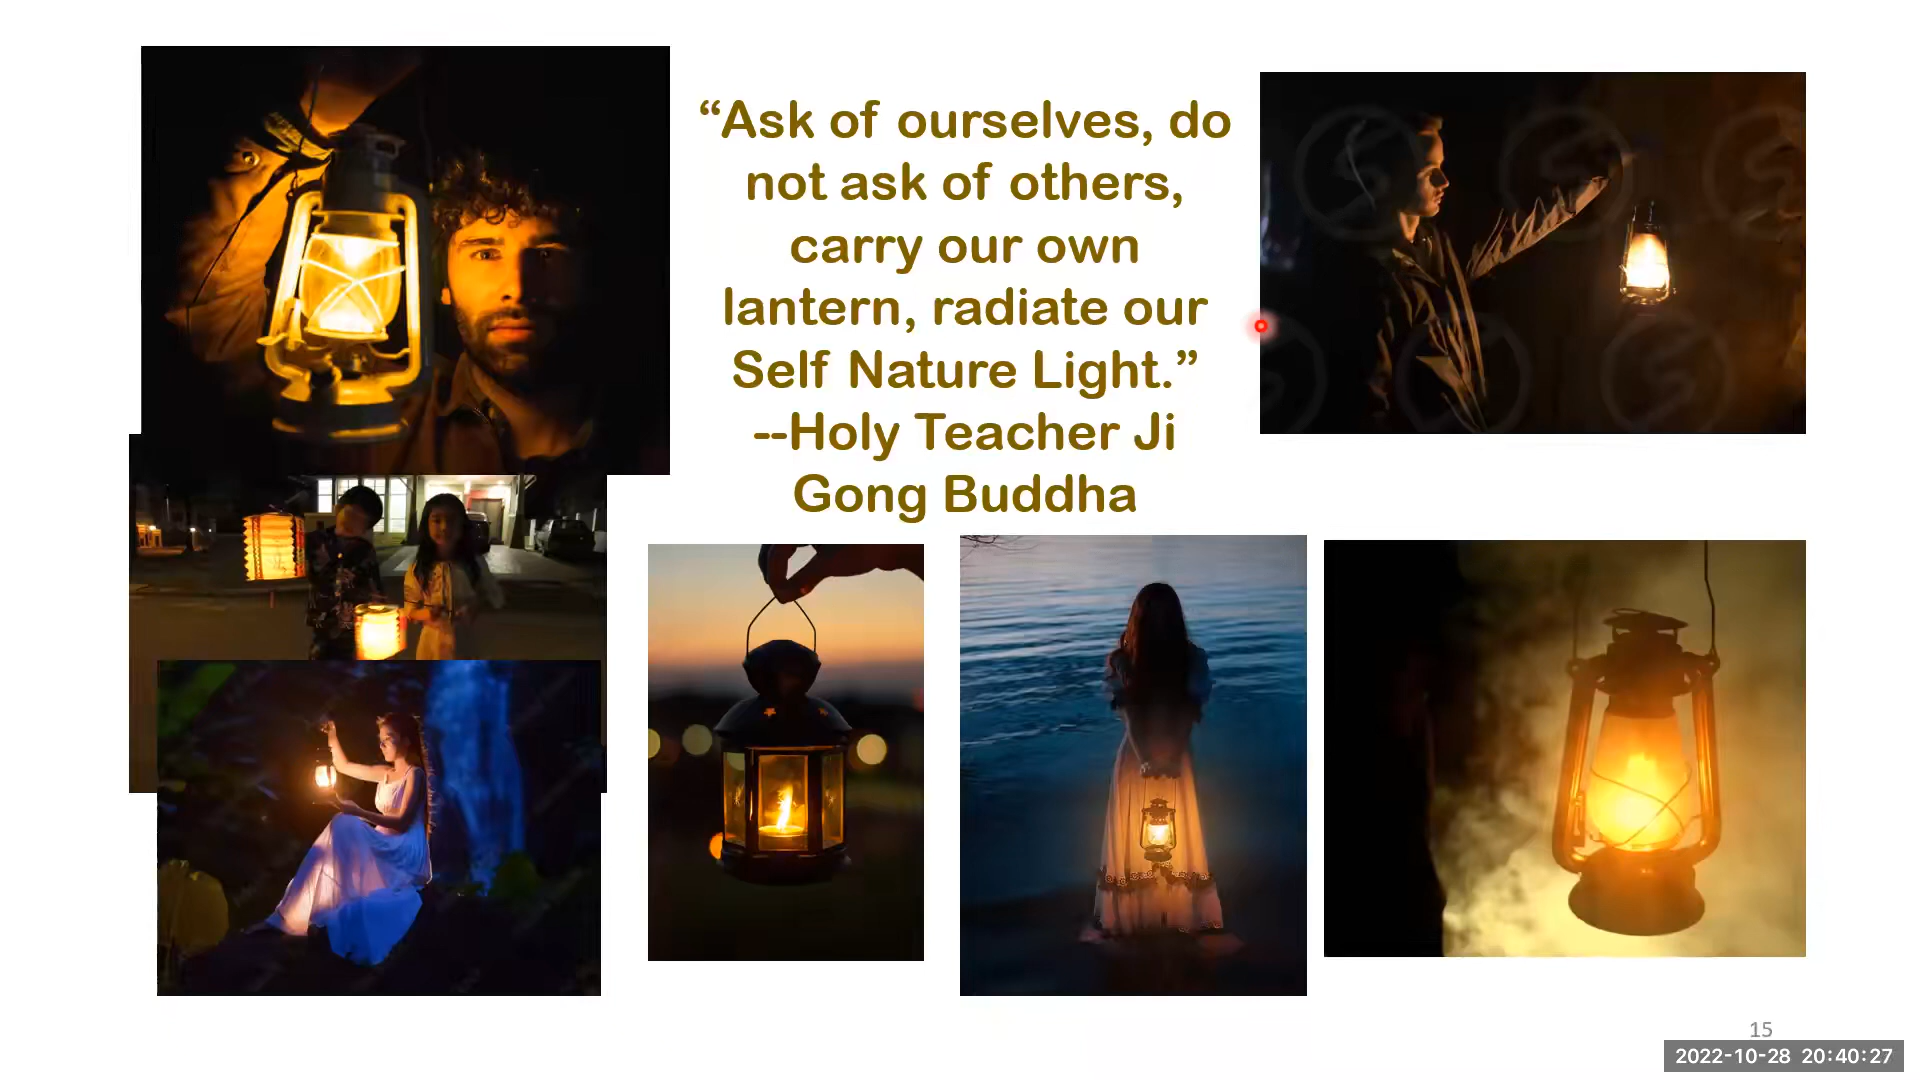 “Ask of ourselves, do
not ask of others,
carry our own
lantern, radiate our
Self Nature Light.”
--Holy Teacher Ji
Gong Buddha
15
2022-10-28 20:40:27